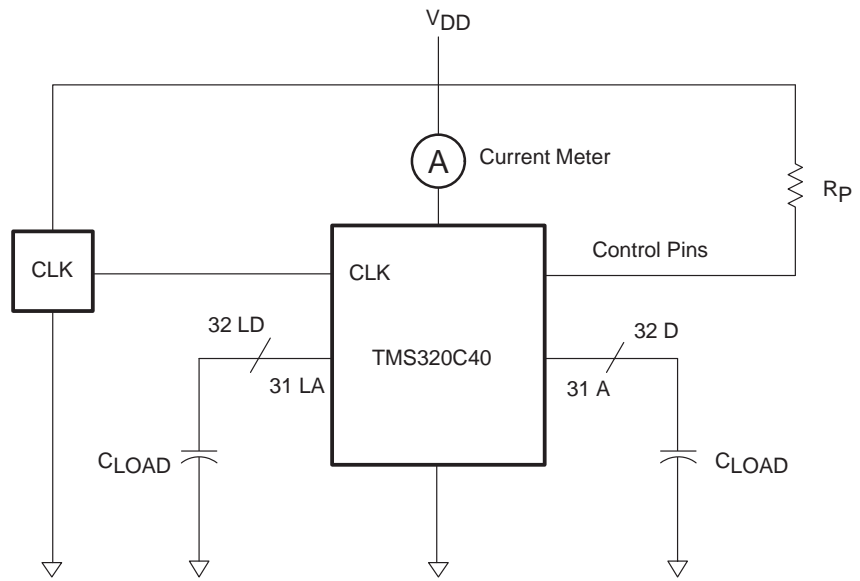 VDD
A
Current Meter
RP
Control Pins
CLK
CLK
32 LD
32 D
TMS320C40
31 LA
31 A
CLOAD
CLOAD